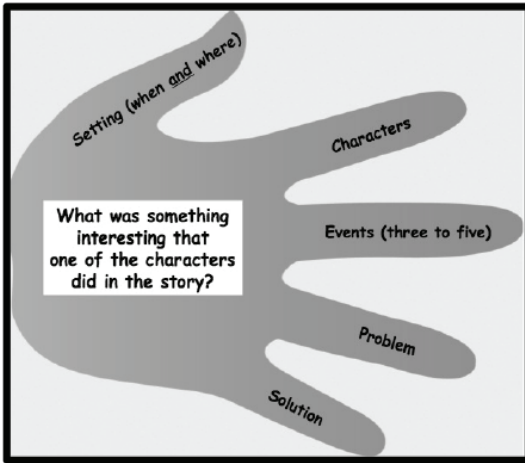 Setting (when and where)
Characters
What was something
interesting that
one of the characters
did in the story?
Events (three to five)
Problem
Solution